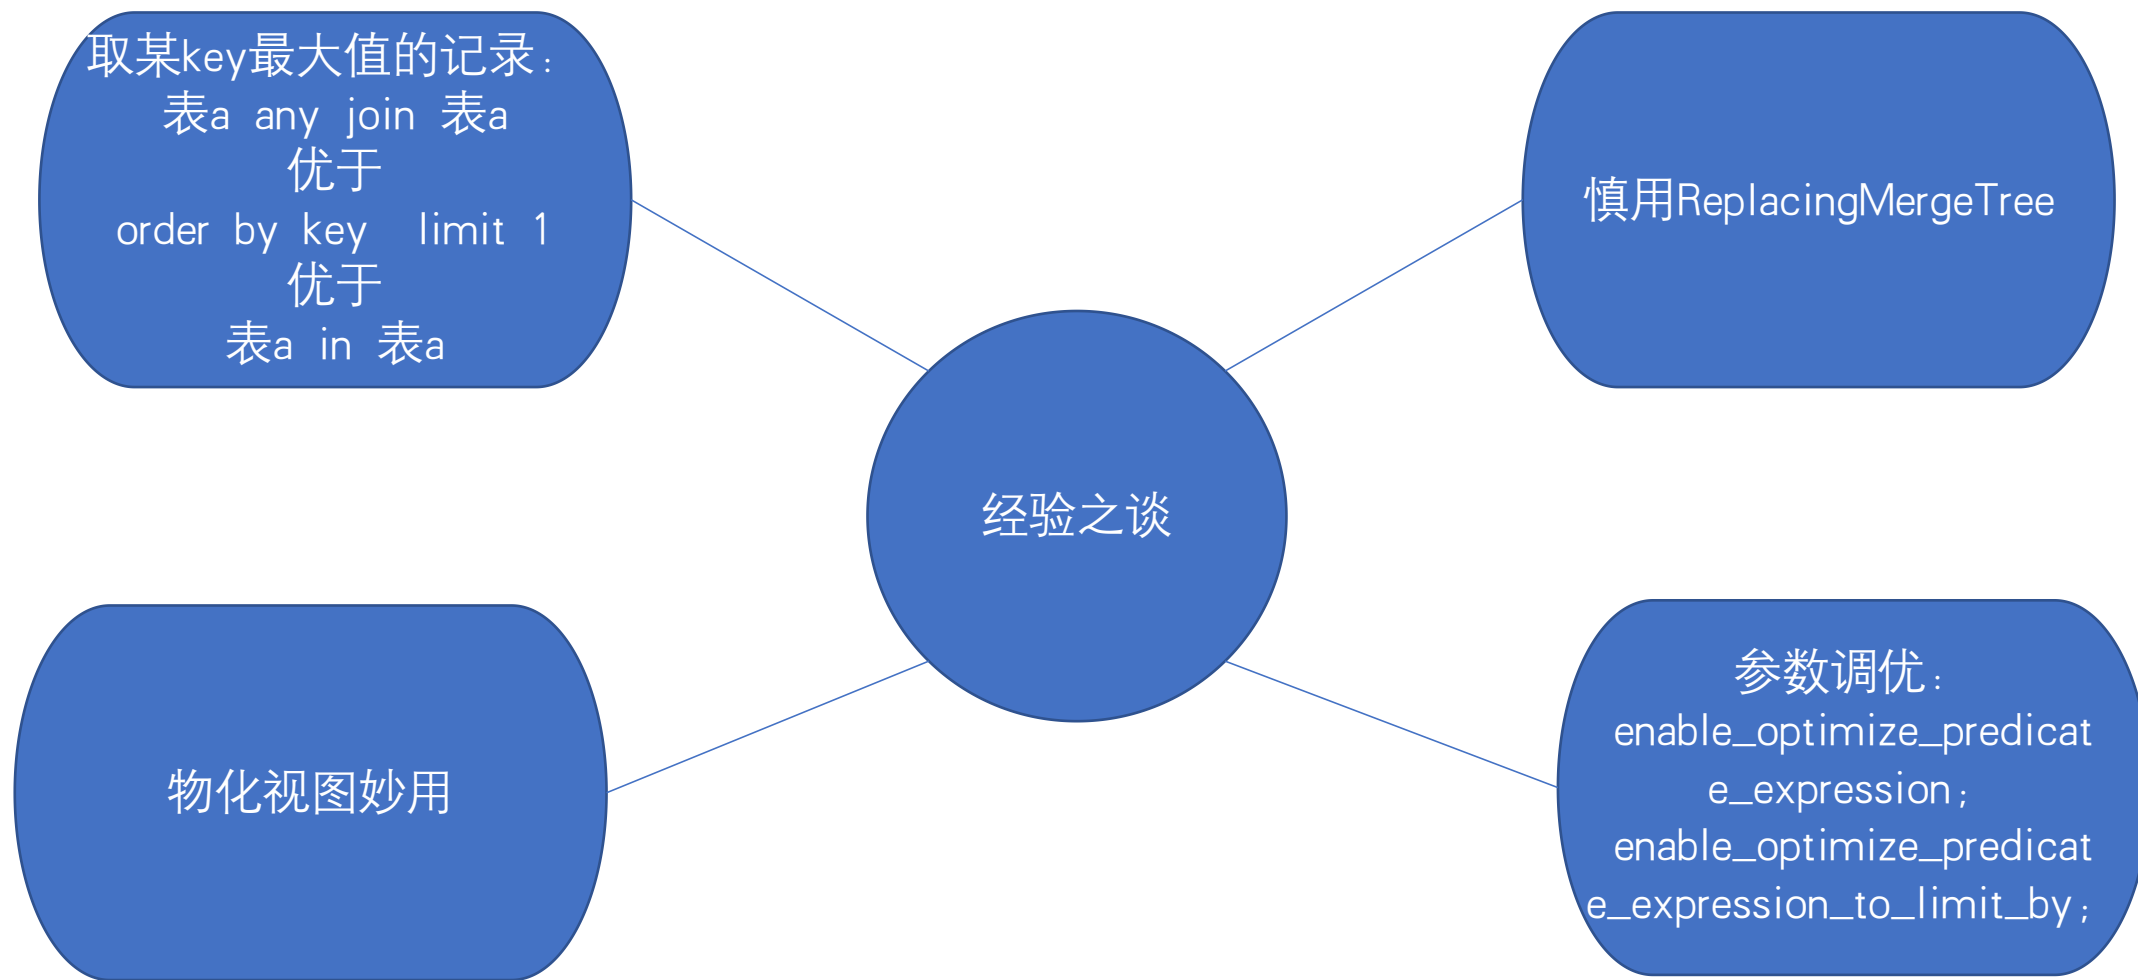 取某key最大值的记录:
表a any join 表a
优于
order by key limit 1
优于
表a in 表a
慎用ReplacingMergeTree
经验之谈
物化视图妙用
参数调优:
enable_optimize_predicat
e_expression;
enable_optimize_predicat
e_expression_to_limit_by;